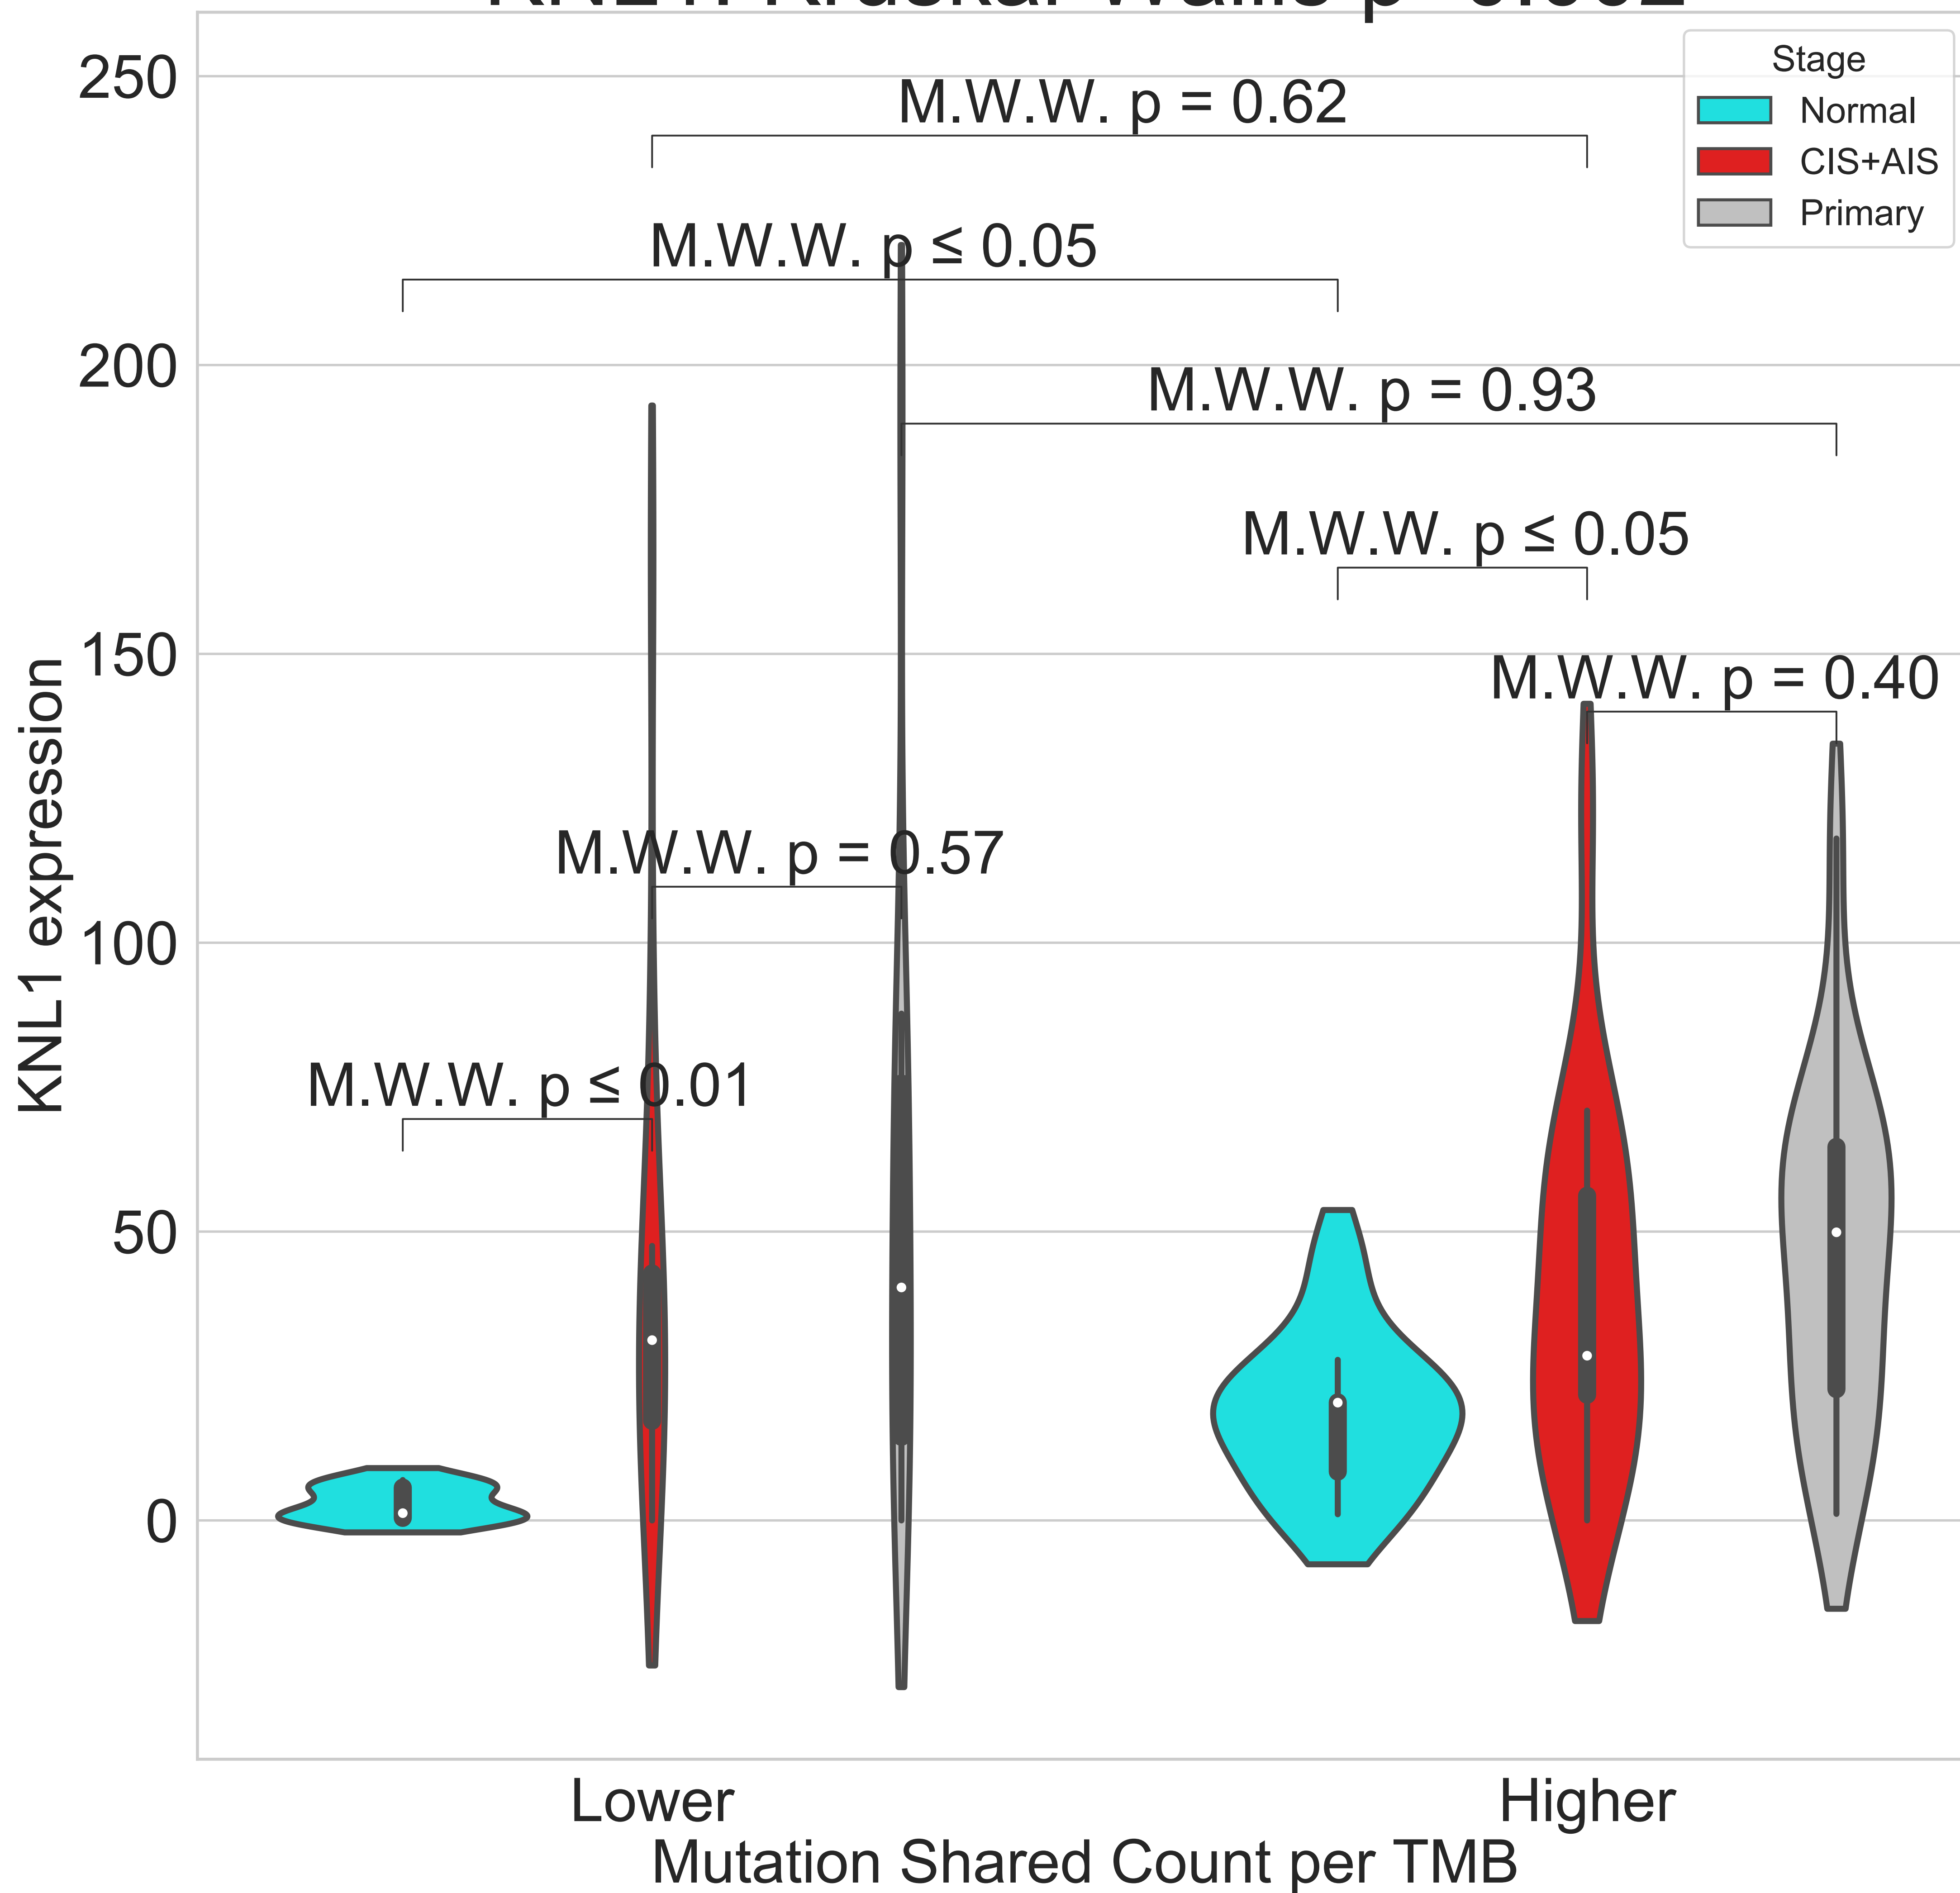 250
200
150
100
50
0
KNL1 expression
M.W.W. p = 0.62
M.W.W. p ≤ 0.05
M.W.W. p = 0.93
M.W.W. p ≤ 0.05
M.W.W. p = 0.40
M.W.W. p = 0.57
M.W.W. p ≤ 0.01
Stage
Normal
CIS+AIS
Primary
Lower
Higher
Mutation Shared Count per TMB